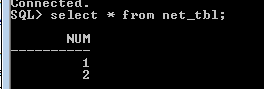 Connected.
SQL> select * from net_tbl;
NUM
----------
1
2